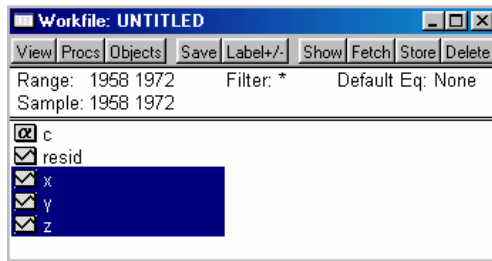 Workfile: UNTITLED
View Procs Objects Save Label+/- Show Fetch Store Delete
Range: 1958 1972 Filter: * Default Eq: None
Sample: 1958 1972
α c
resid
x
y
z